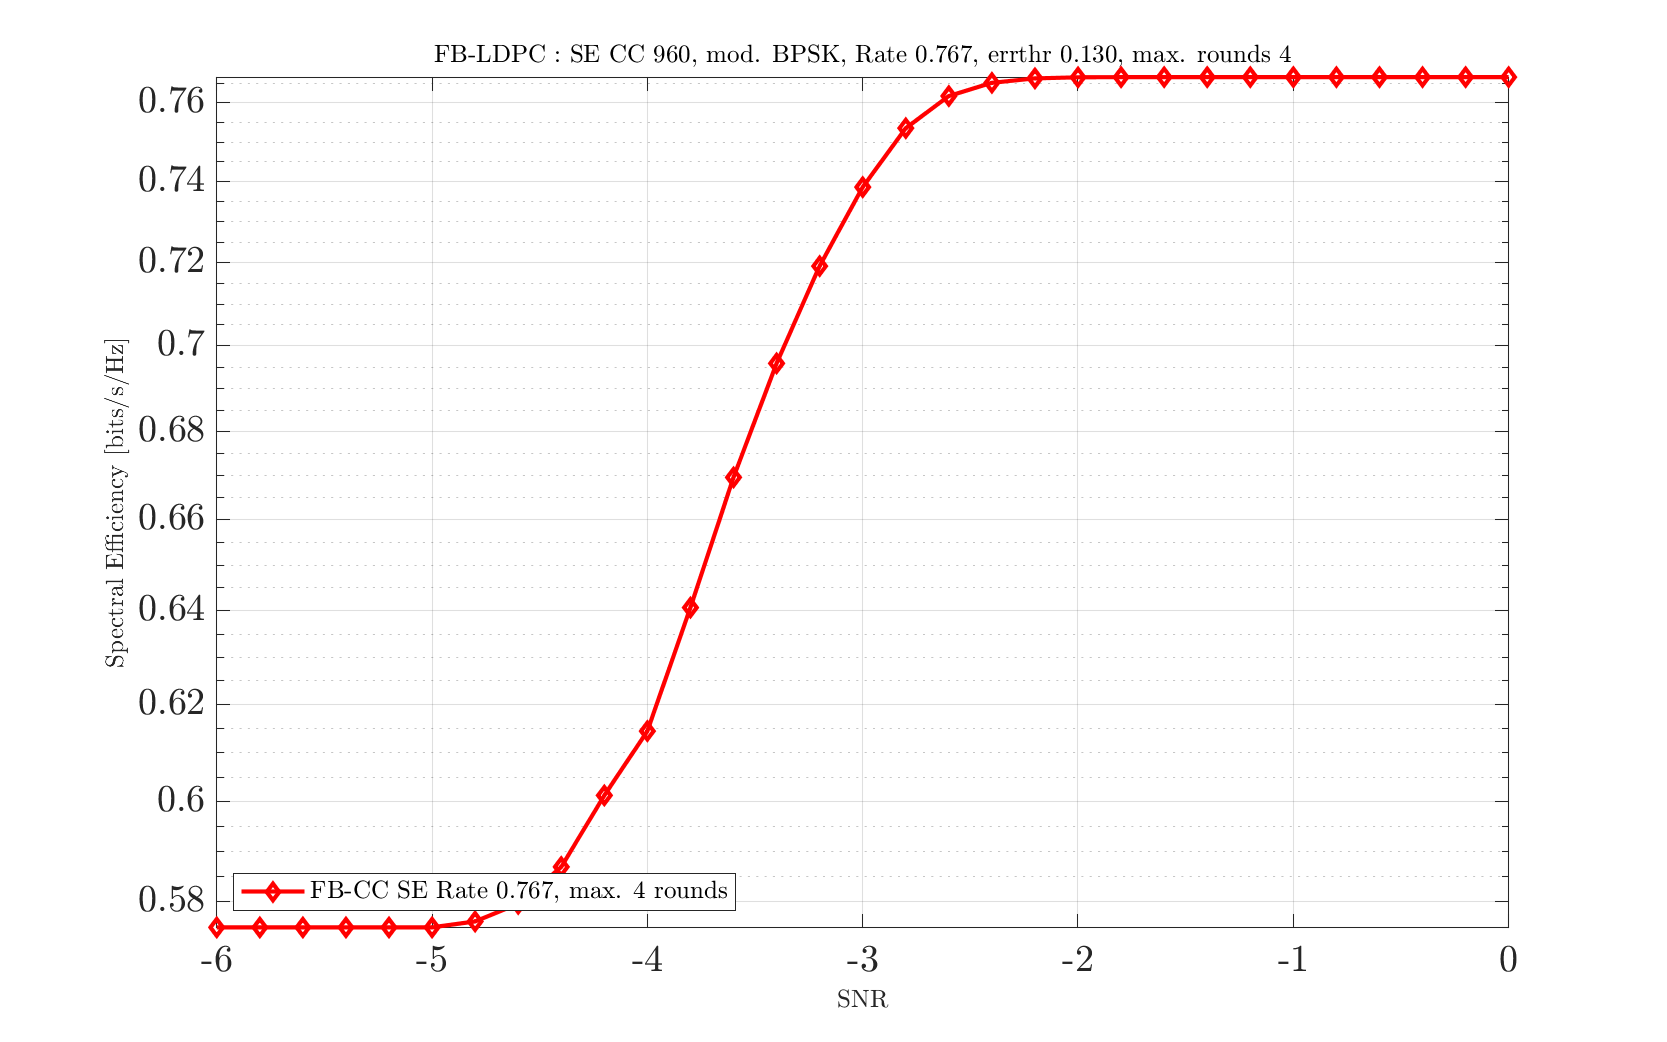 FB-LDPC : SE CC 960, mod. BPSK, Rate 0.767, errthr 0.130, max. rounds 4
0.76
0.74
0.72
0.7
0.68
0.66
0.64
0.62
0.6
0.58
Spectral Efficiency [bits/s/Hz]
FB-CC SE Rate 0.767, max. 4 rounds
-6 -5 -4 -3 -2 -1 0
SNR